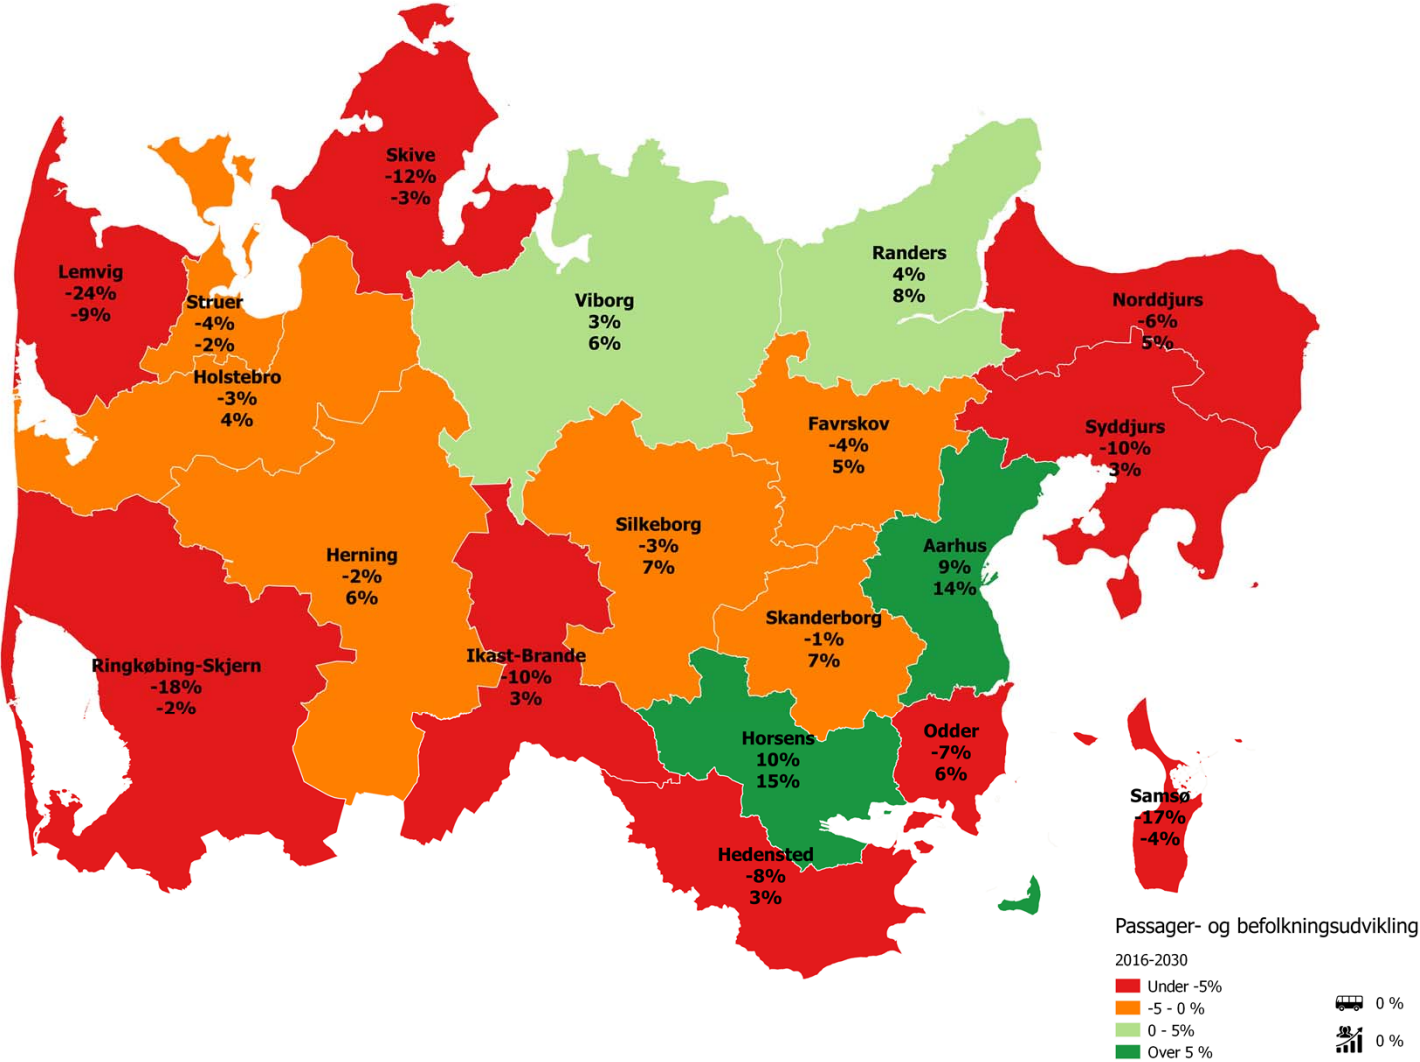 Skive
-12%
-3%
Lemvig
-24%
-9%
Struer
-4%
-2%
Holstebro
-3%
4%
Viborg
3%
6%
Randers
4%
8%
Norddjurs
-6%
5%
Favrskov
-4%
5%
Syddjurs
-10%
3%
Herning
-2%
6%
Silkeborg
-3%
7%
Aarhus
9%
14%
Skanderborg
-1%
7%
Ringkøbing-Skjern
-18%
-2%
Ikast-Brande
-10%
3%
Horsens
10%
15%
Odder
-7%
6%
Samsø
-17%
-4%
Hedensted
-8%
3%
Passager- og befolkningsudvikling
2016-2030
Under -5%
-5 - 0 %
0 - 5%
Over 5 %
0 %
0 %